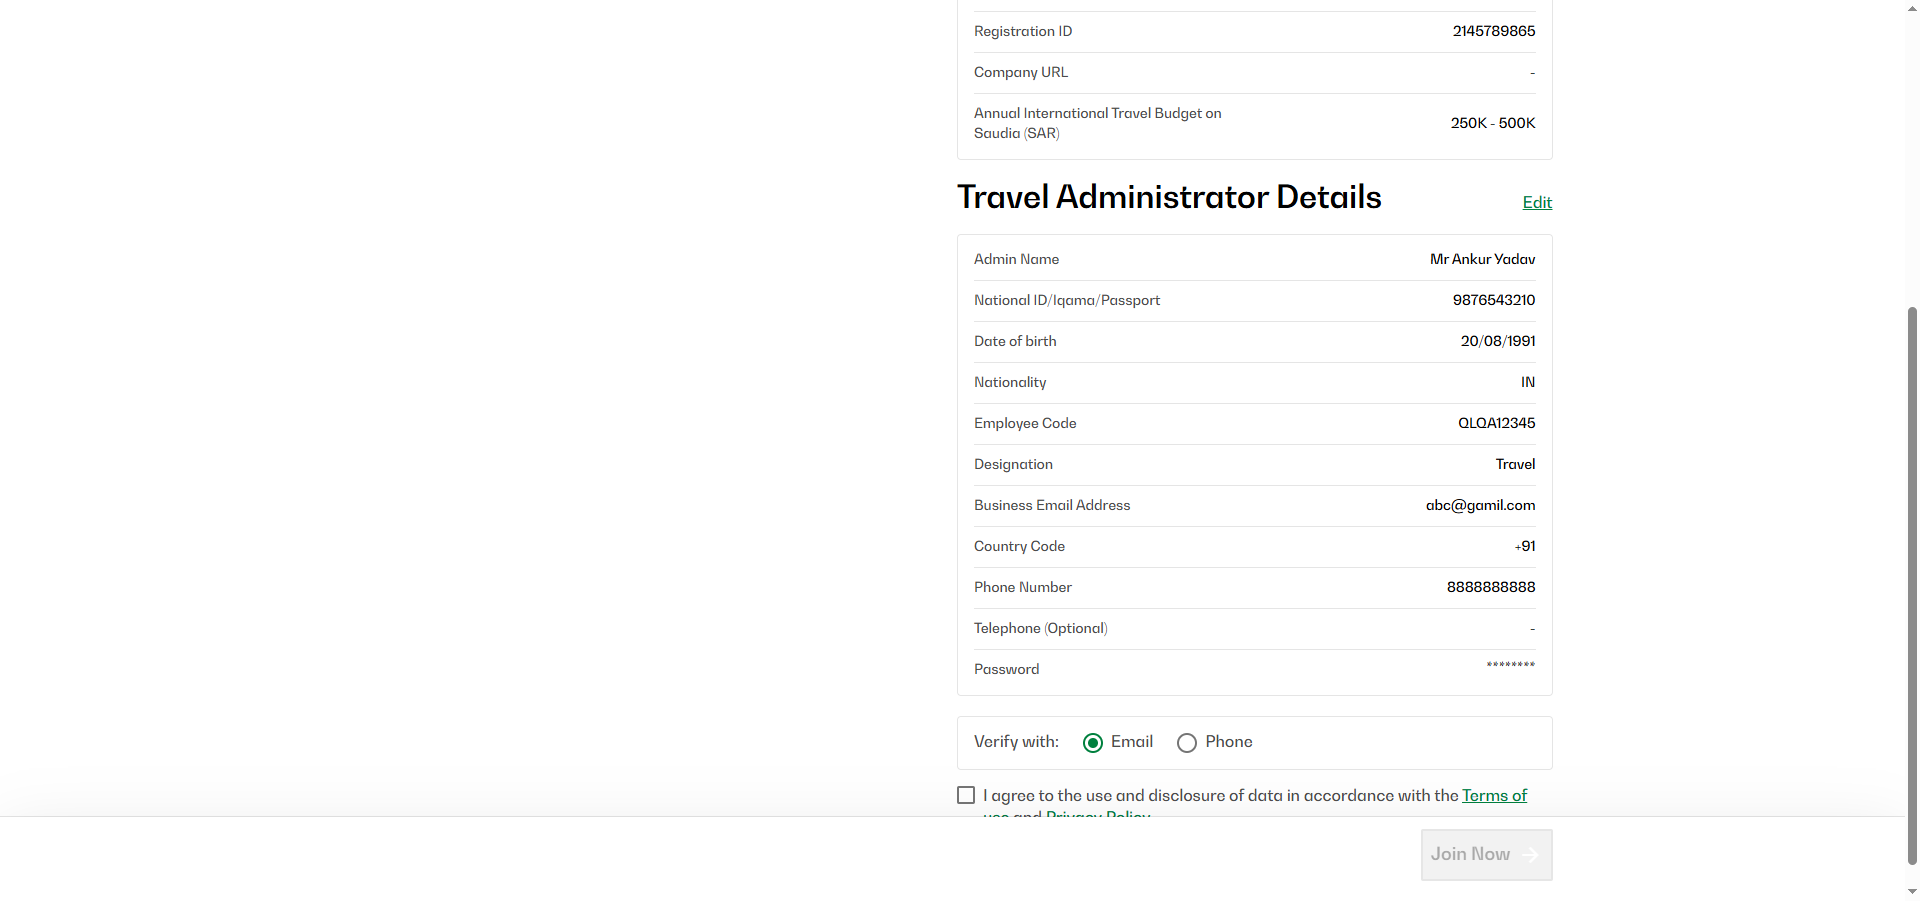 Registration ID 2145789865
Company URL -
Annual International Travel Budget on
Saudia (SAR) 250K - 500K
Travel Administrator Details Edit
Admin Name Mr Ankur Yadav
National ID/Iqama/Passport 9876543210
Date of birth 20/08/1991
Nationality IN
Employee Code QLQA12345
Designation Travel
Business Email Address abc@gamil.com
Country Code +91
Phone Number 8888888888
Telephone (Optional) -
Password ********
Verify with: Email Phone
I agree to the use and disclosure of data in accordance with the Terms of
use and Privacy Policy
Join Now